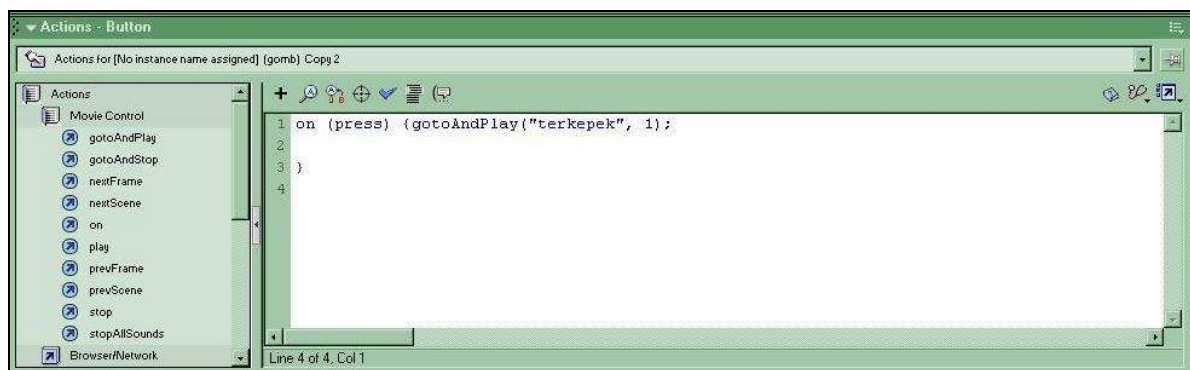 Actions - Button
Actions for [No instance name assigned] (gomb) Copy 2
Actions
Movie Control
gotoAndPlay
gotoAndStop
nextFrame
nextScene
on
play
prevFrame
prevScene
stop
stopAllSounds
Browser/Network
1 on (press) {gotoAndPlay("terkepek", 1);
2
3 }
4
Line 4 of 4, Col 1